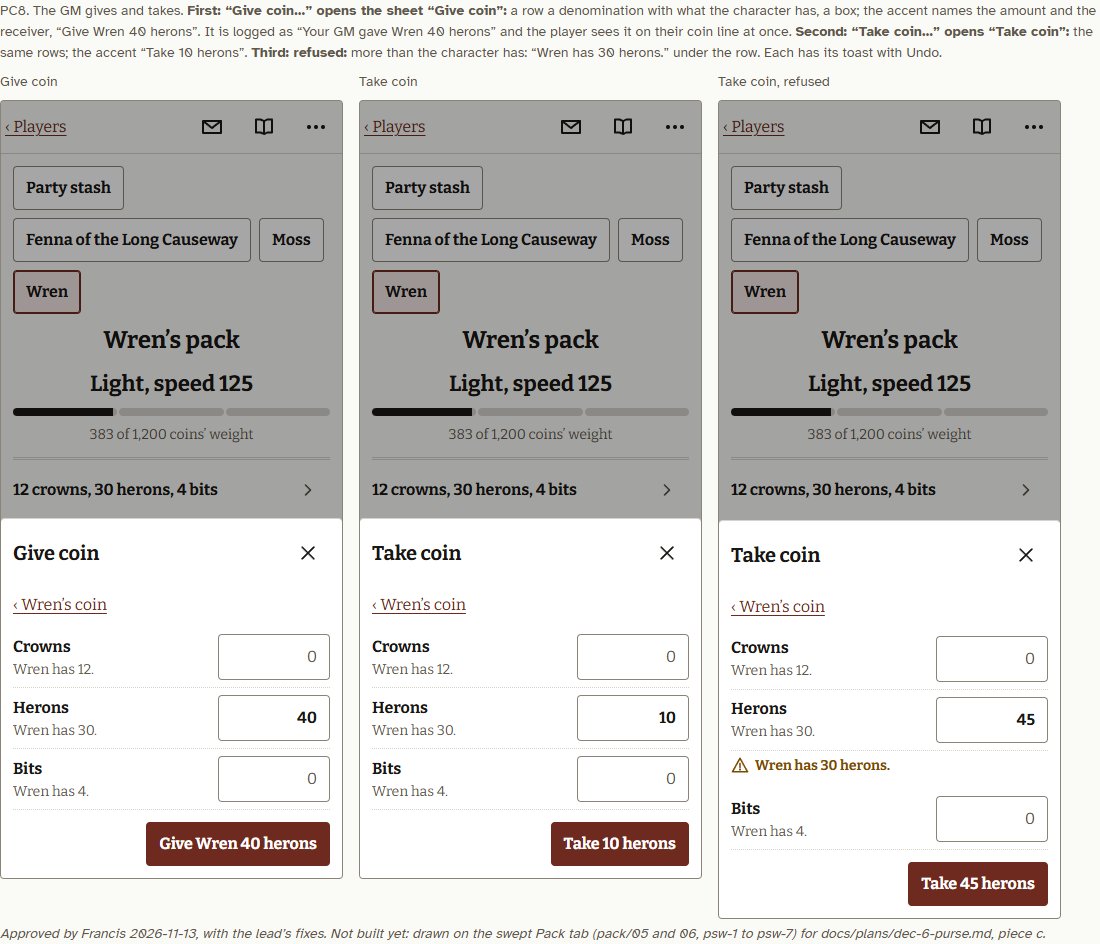 PC8. The GM gives and takes. First: “Give coin…” opens the sheet “Give coin”: a row a denomination with what the character has, a box; the accent names the amount and the
receiver, “Give Wren 40 herons”. It is logged as “Your GM gave Wren 40 herons” and the player sees it on their coin line at once. Second: “Take coin…” opens “Take coin”: the
same rows; the accent “Take 10 herons”. Third: refused: more than the character has: “Wren has 30 herons.” under the row. Each has its toast with Undo.
Give coin
‹ Players
Party stash
Fenna of the Long Causeway
Moss
Wren
Wren’s pack
Light, speed 125
383 of 1,200 coins’ weight
12 crowns, 30 herons, 4 bits
Give coin
‹ Wren’s coin
Crowns
Wren has 12.
0
Herons
Wren has 30.
40
Bits
Wren has 4.
0
Give Wren 40 herons
Take coin
‹ Players
Party stash
Fenna of the Long Causeway
Moss
Wren
Wren’s pack
Light, speed 125
383 of 1,200 coins’ weight
12 crowns, 30 herons, 4 bits
Take coin
‹ Wren’s coin
Crowns
Wren has 12.
0
Herons
Wren has 30.
10
Bits
Wren has 4.
0
Take 10 herons
Take coin, refused
‹ Players
Party stash
Fenna of the Long Causeway
Moss
Wren
Wren’s pack
Light, speed 125
383 of 1,200 coins’ weight
12 crowns, 30 herons, 4 bits
Take coin
‹ Wren’s coin
Crowns
Wren has 12.
0
Herons
Wren has 30.
45
Wren has 30 herons.
Bits
Wren has 4.
0
Take 45 herons
Approved by Francis 2026-11-13, with the lead’s fixes. Not built yet: drawn on the swept Pack tab (pack/05 and 06, psw-1 to psw-7) for docs/plans/dec-6-purse.md, piece c.